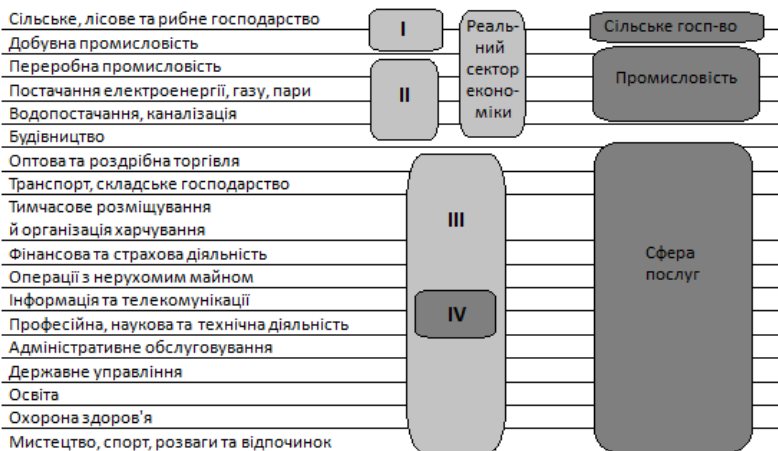 Сільське, лісове та рибне господарство
Добувна промисловість
Переробна промисловість
Постачання електроенергії, газу, пари
Водопостачання, каналізація
Будівництво
Оптова та роздрібна торгівля
Транспорт, складське господарство
Тимчасове розміщування
й організація харчування
Фінансова та страхова діяльність
Операції з нерухомим майном
Інформація та телекомунікації
Професійна, наукова та технічна діяльність
Адміністративне обслуговування
Державне управління
Освіта
Охорона здоров'я
Мистецтво, спорт, розваги та відпочинок
I
II
III
IV
Реаль-
ний
сектор
еконо-
міки
Сільське госп-во
Промисловість
Сфера
послуг